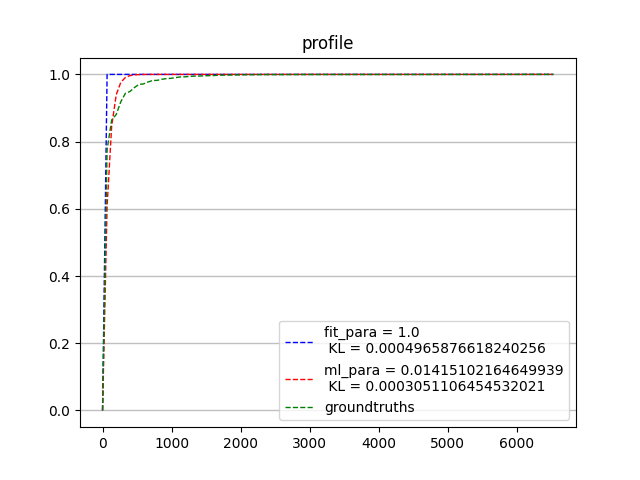 profile
1.0
0.8
0.6
0.4
0.2
0.0
fit_para = 1.0
KL = 0.0004965876618240256
ml_para = 0.01415102164649939
KL = 0.0003051106454532021
groundtruths
0 1000 2000 3000 4000 5000 6000